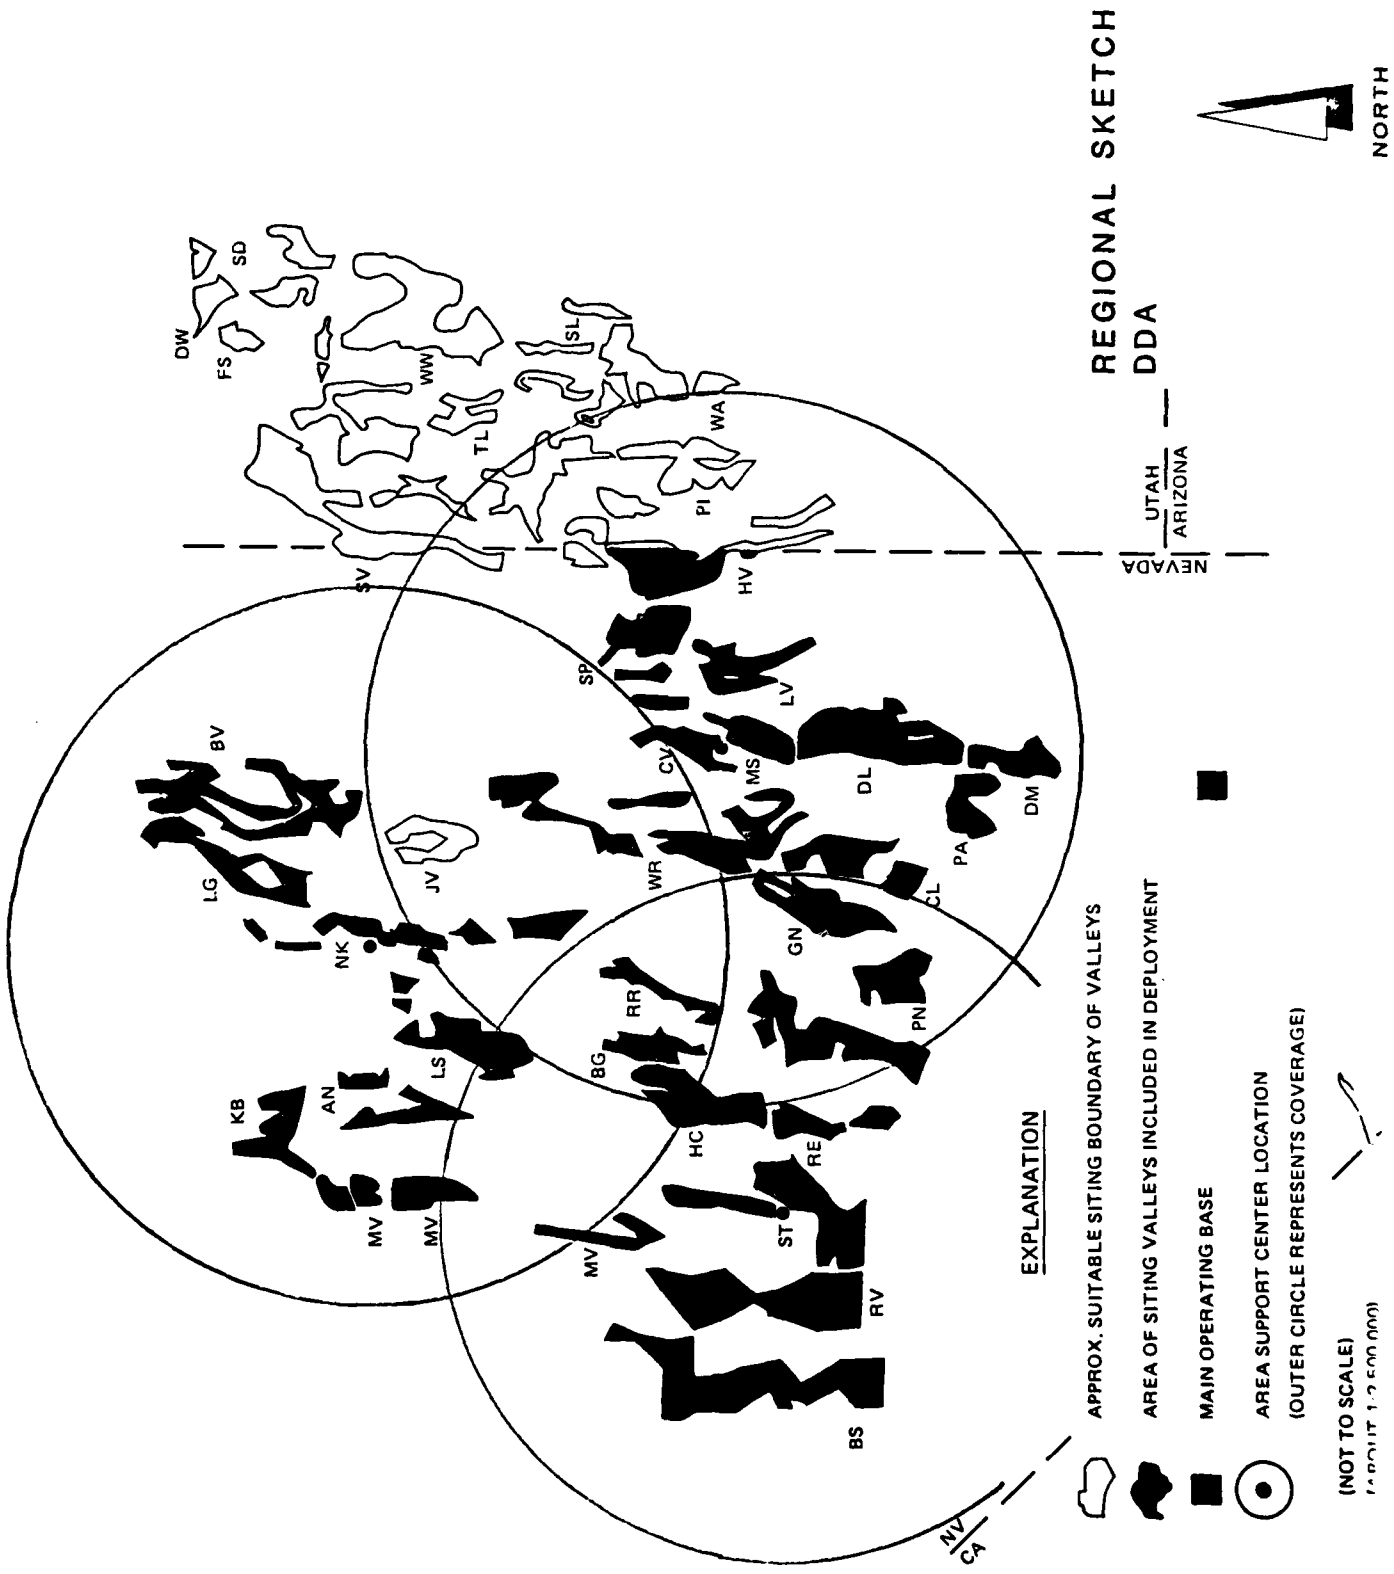 REGIONAL SKETCH
DDA
NORTH
DW
SD
FS
WW
SL
TL
WA
PI
SV
HV
UTAH
ARIZONA
NEVADA
SP
LV
BV
CV
MS
DL
DM
PA
LG
JV
WR
CL
GN
NK
RR
PN
BG
LS
AN
KB
HC
RE
MV
MV
MV
ST
RV
BS
NV
CA
EXPLANATION
APPROX. SUITABLE SITING BOUNDARY OF VALLEYS
AREA OF SITING VALLEYS INCLUDED IN DEPLOYMENT
MAIN OPERATING BASE
AREA SUPPORT CENTER LOCATION
(OUTER CIRCLE REPRESENTS COVERAGE)
(NOT TO SCALE)